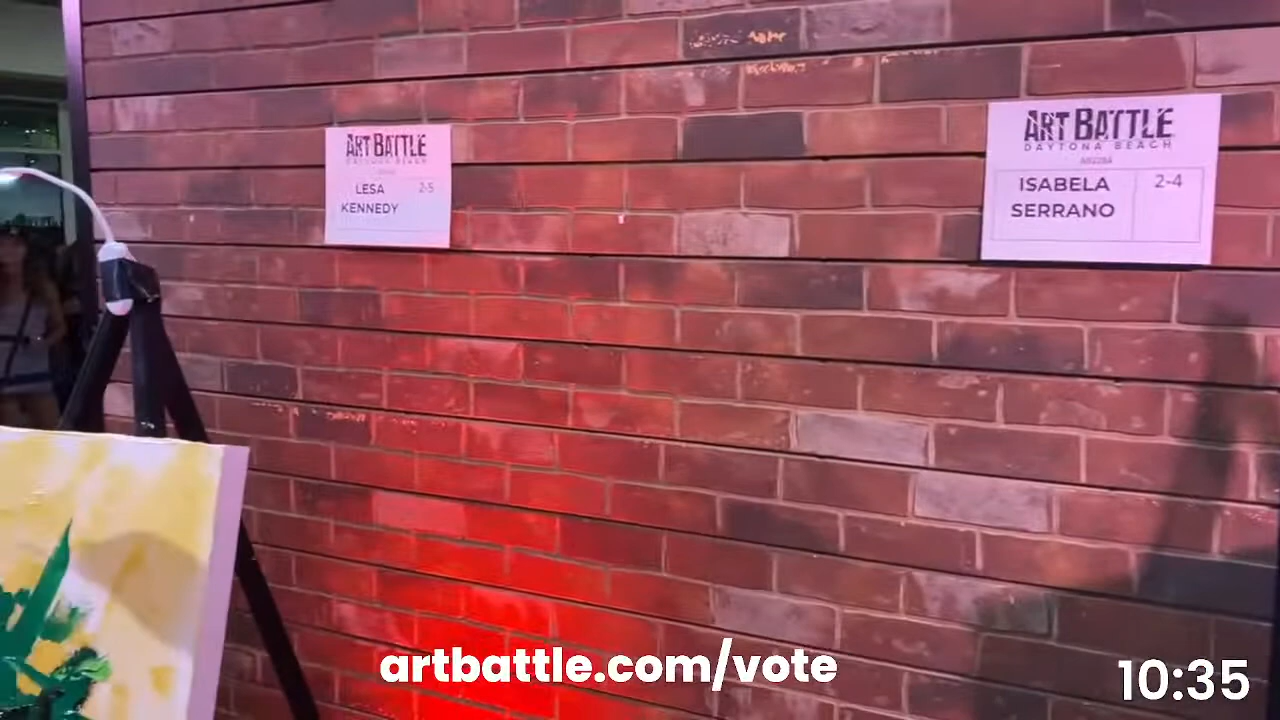 ART BATTLE
LESA
KENNEDY
2-5
ART BATTLE
DAYTONA BEACH
ISABELA
SERRANO
2-4
artbattle.com/vote
10:35